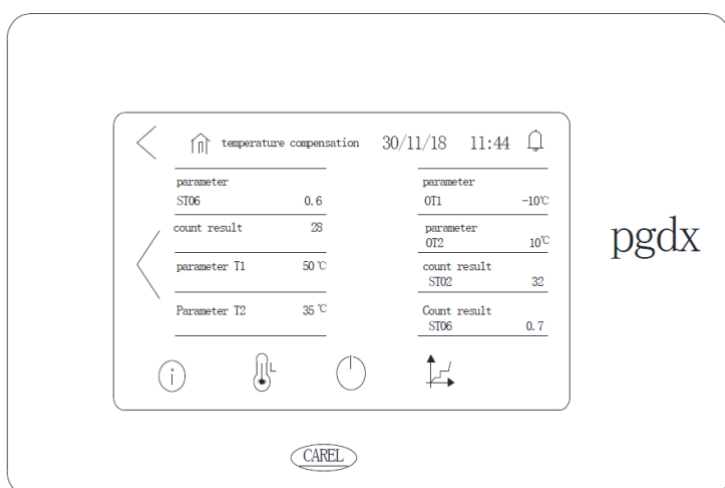 temperature compensation 30/11/18 11:44
parameter
ST06 0.6
count result 28
parameter T1 50℃
Parameter T2 35℃
parameter
OT1 -10℃
parameter
OT2 10℃
count result
ST02 32
Count result
ST06 0.7
i
L
pgdx
CAREL